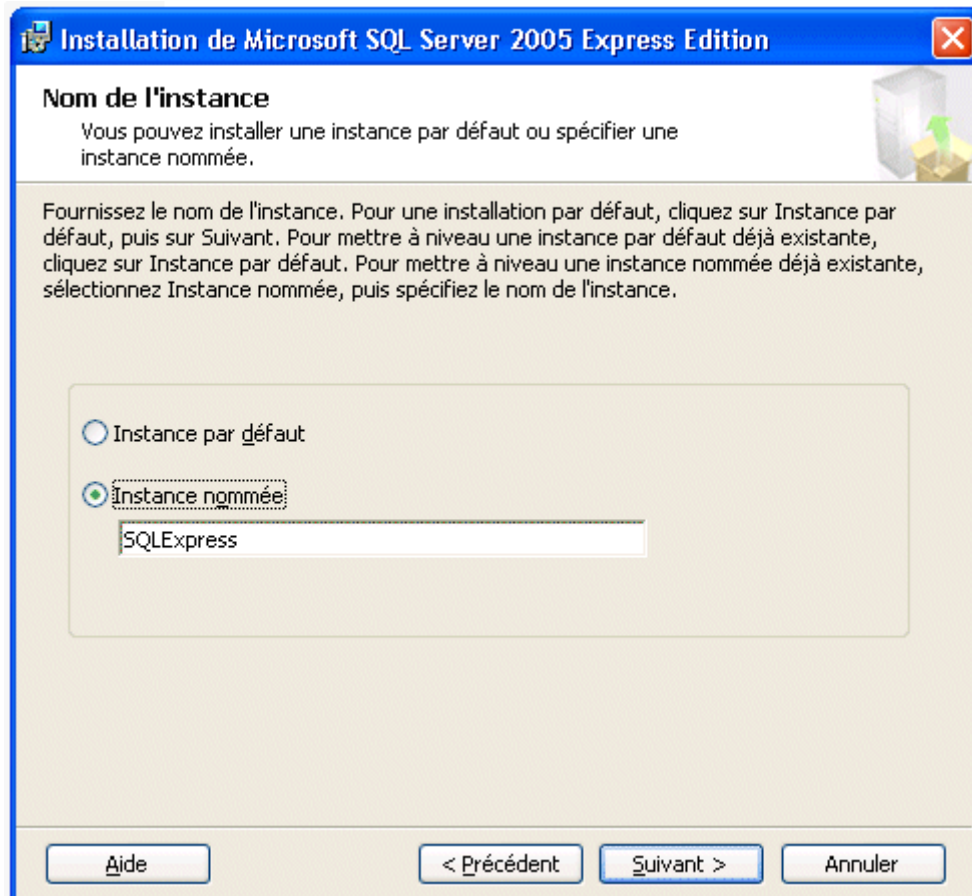 Installation de Microsoft SQL Server 2005 Express Edition
Nom de l'instance
Vous pouvez installer une instance par défaut ou spécifier une
instance nommée.
Fournissez le nom de l'instance. Pour une installation par défaut, cliquez sur Instance par
défaut, puis sur Suivant. Pour mettre à niveau une instance par défaut déjà existante,
cliquez sur Instance par défaut. Pour mettre à niveau une instance nommée déjà existante,
sélectionnez Instance nommée, puis spécifiez le nom de l'instance.
Instance par défaut
Instance nommée
SQLExpress
Aide
< Précédent
Suivant >
Annuler